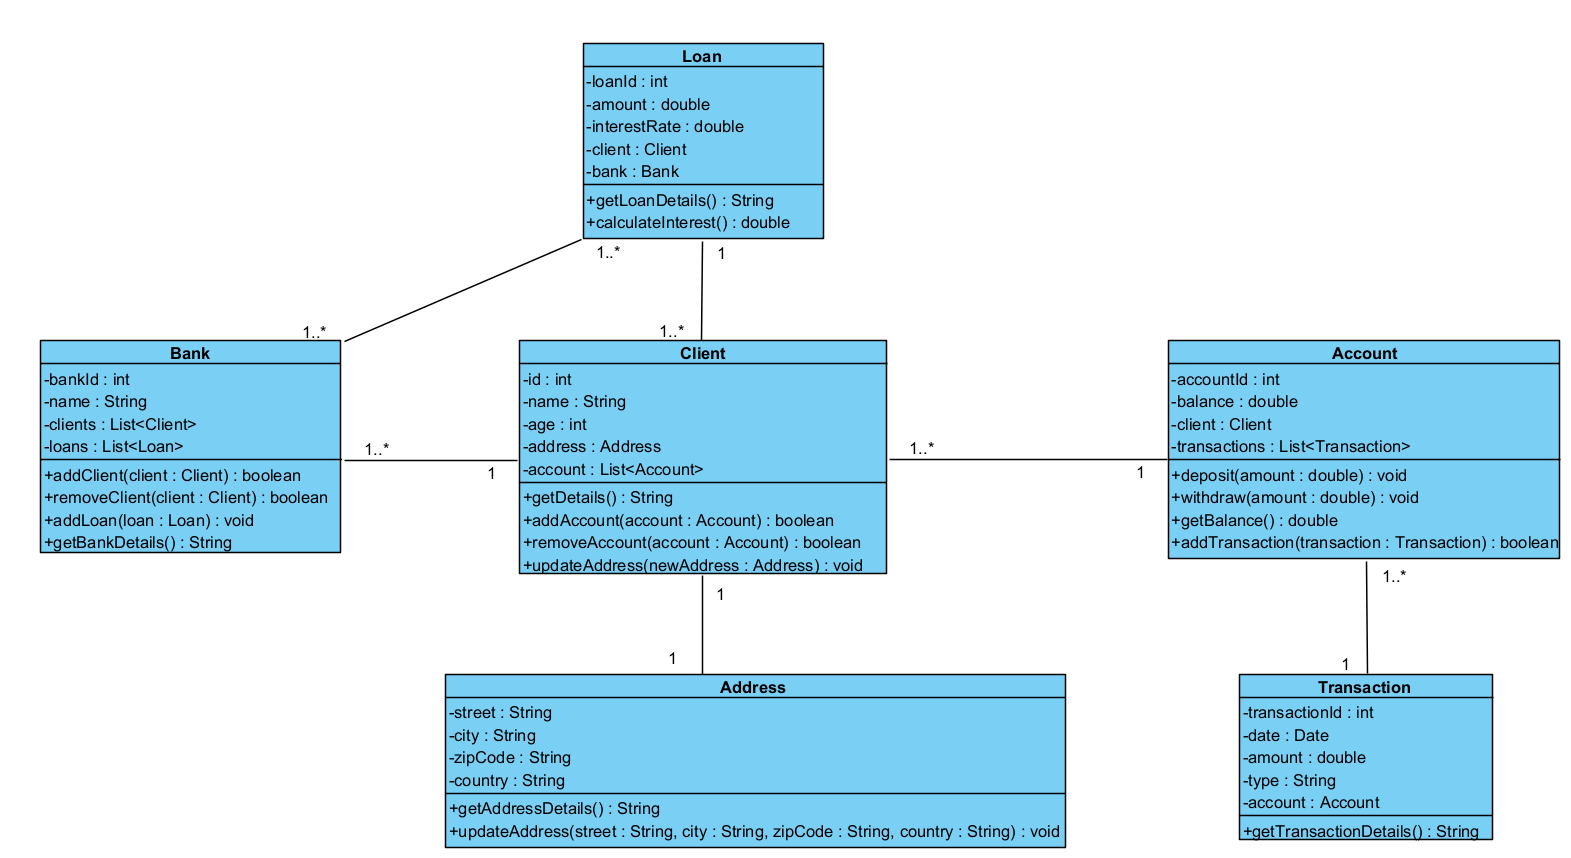 Loan
-loanId : int
-amount : double
-interestRate : double
-client : Client
-bank : Bank
+getLoanDetails() : String
+calculateInterest() : double
1..*
1
1..*
1..*
Bank
-bankId : int
-name : String
-clients : List<Client>
-loans : List<Loan>
+addClient(client : Client) : boolean
+removeClient(client : Client) : boolean
+addLoan(loan : Loan) : void
+getBankDetails() : String
1..*
1
Client
-id : int
-name : String
-age : int
-address : Address
-account : List<Account>
+getDetails() : String
+addAccount(account : Account) : boolean
+removeAccount(account : Account) : boolean
+updateAddress(newAddress : Address) : void
1..*
1
Account
-accountId : int
-balance : double
-client : Client
-transactions : List<Transaction>
+deposit(amount : double) : void
+withdraw(amount : double) : void
+getBalance() : double
+addTransaction(transaction : Transaction) : boolean
1
1
1..*
1
Address
-street : String
-city : String
-zipCode : String
-country : String
+getAddressDetails() : String
+updateAddress(street : String, city : String, zipCode : String, country : String) : void
Transaction
-transactionId : int
-date : Date
-amount : double
-type : String
-account : Account
+getTransactionDetails() : String